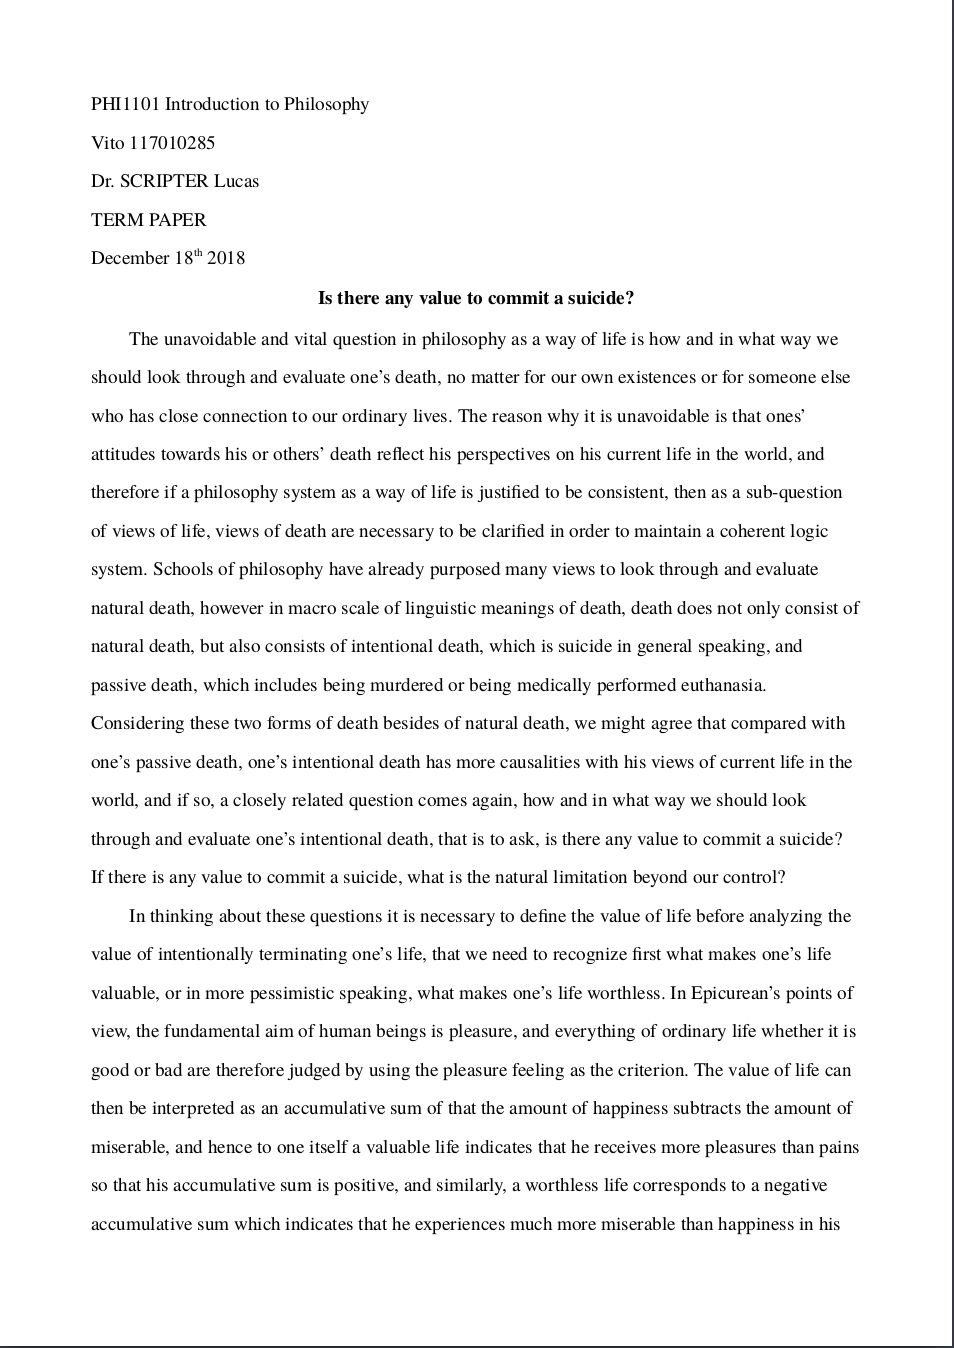 PHI1101 Introduction to Philosophy
Vito 117010285
Dr. SCRIPTER Lucas
TERM PAPER
December 18th 2018
Is there any value to commit a suicide?
The unavoidable and vital question in philosophy as a way of life is how and in what way we
should look through and evaluate one’s death, no matter for our own existences or for someone else
who has close connection to our ordinary lives. The reason why it is unavoidable is that ones’
attitudes towards his or others’ death reflect his perspectives on his current life in the world, and
therefore if a philosophy system as a way of life is justified to be consistent, then as a sub-question
of views of life, views of death are necessary to be clarified in order to maintain a coherent logic
system. Schools of philosophy have already purposed many views to look through and evaluate
natural death, however in macro scale of linguistic meanings of death, death does not only consist of
natural death, but also consists of intentional death, which is suicide in general speaking, and
passive death, which includes being murdered or being medically performed euthanasia.
Considering these two forms of death besides of natural death, we might agree that compared with
one’s passive death, one’s intentional death has more causalities with his views of current life in the
world, and if so, a closely related question comes again, how and in what way we should look
through and evaluate one’s intentional death, that is to ask, is there any value to commit a suicide?
If there is any value to commit a suicide, what is the natural limitation beyond our control?
In thinking about these questions it is necessary to define the value of life before analyzing the
value of intentionally terminating one’s life, that we need to recognize first what makes one’s life
valuable, or in more pessimistic speaking, what makes one’s life worthless. In Epicurean’s points of
view, the fundamental aim of human beings is pleasure, and everything of ordinary life whether it is
good or bad are therefore judged by using the pleasure feeling as the criterion. The value of life can
then be interpreted as an accumulative sum of that the amount of happiness subtracts the amount of
miserable, and hence to one itself a valuable life indicates that he receives more pleasures than pains
so that his accumulative sum is positive, and similarly, a worthless life corresponds to a negative
accumulative sum which indicates that he experiences much more miserable than happiness in his